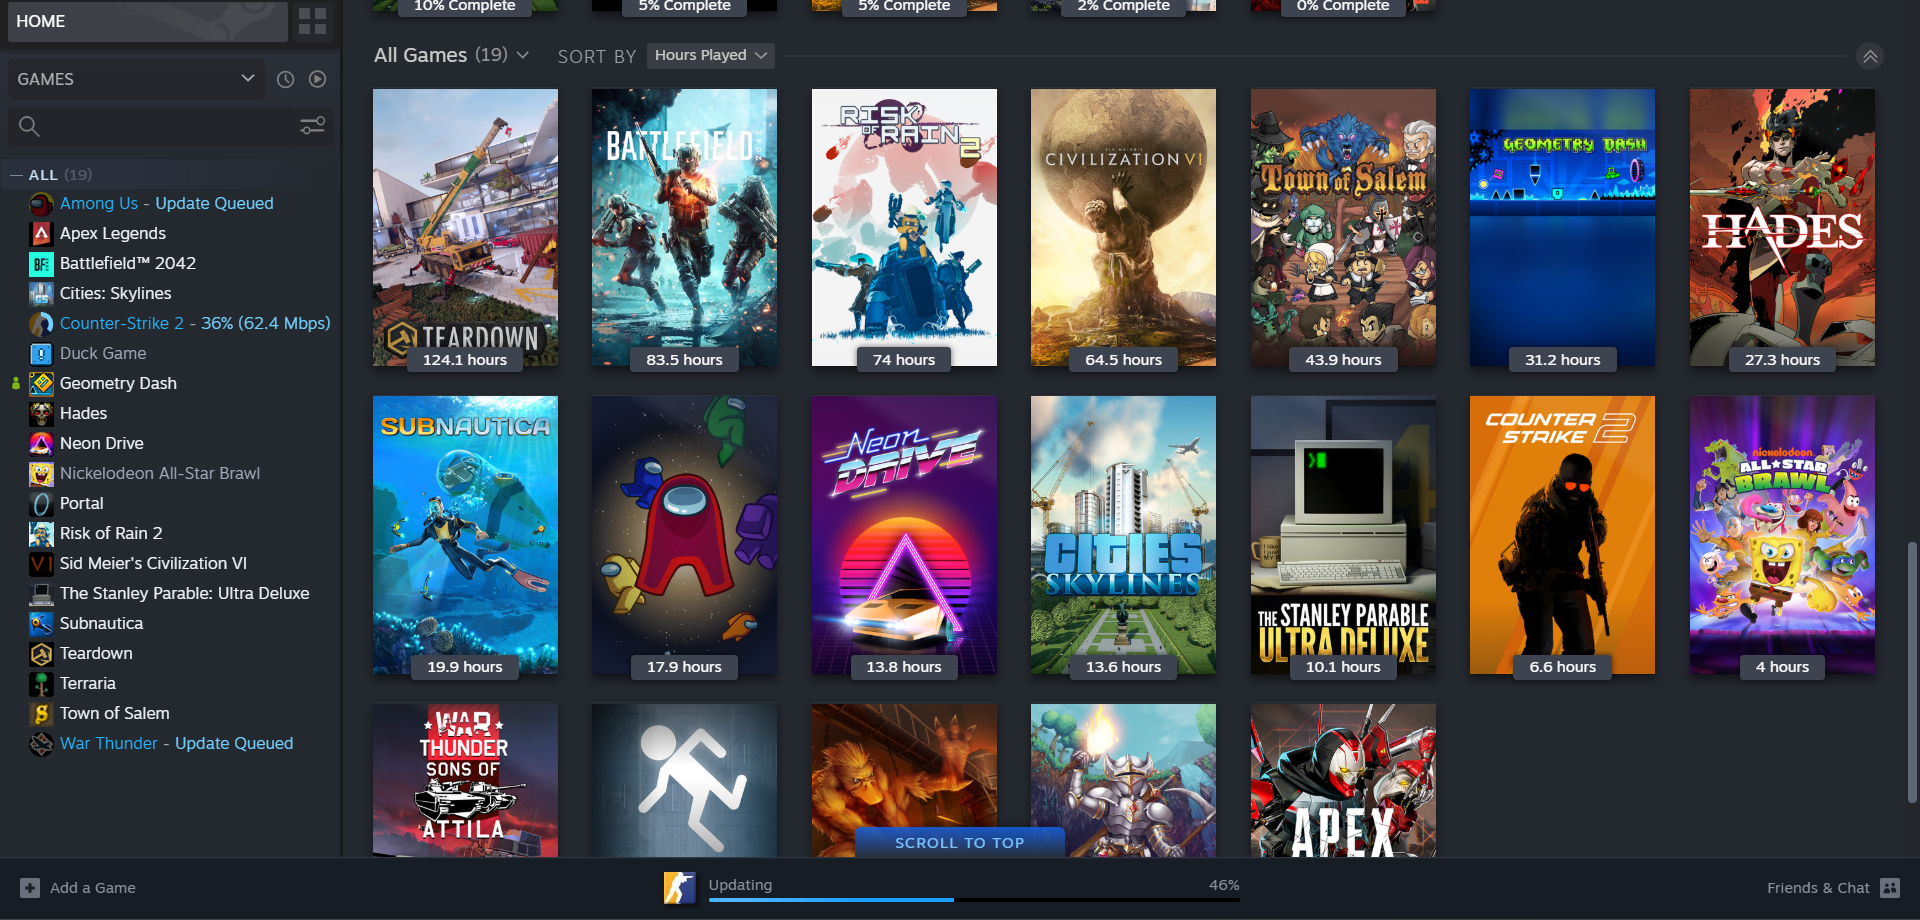 HOME
10% Complete
5% Complete
5% Complete
2% Complete
0% Complete
All Games (19)
SORT BY
Hours Played
GAMES
— ALL (19)
Among Us - Update Queued
Apex Legends
Battlefield™ 2042
Cities: Skylines
Counter-Strike 2 - 36% (62.4 Mbps)
Duck Game
Geometry Dash
Hades
Neon Drive
Nickelodeon All-Star Brawl
Portal
Risk of Rain 2
Sid Meier's Civilization VI
The Stanley Parable: Ultra Deluxe
Subnautica
Teardown
Terraria
Town of Salem
War Thunder - Update Queued
TEARDOWN
124.1 hours
BATTLEFIELD
2042
83.5 hours
RISK
OF RAIN 2
74 hours
SID MEIER'S
CIVILIZATION VI
64.5 hours
Town of Salem
43.9 hours
GEOMETRY DASH
31.2 hours
HADES
27.3 hours
SUBNAUTICA
19.9 hours
17.9 hours
Neon
DRIVE
13.8 hours
CITIES
SKYLINES
13.6 hours
THE STANLEY PARABLE
ULTRA DELUXE
10.1 hours
COUNTER
STRIKE 2
6.6 hours
nickelodeon
ALL★STAR
BRAWL
4 hours
WAR
THUNDER
SONS OF
ATTILA
APEX
SCROLL TO TOP
Add a Game
Updating
46%
Friends & Chat